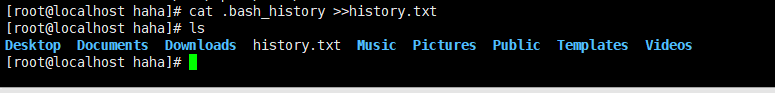 [root@localhost haha]# cat .bash_history >>history.txt
[root@localhost haha]# ls
Desktop  Documents  Downloads  history.txt  Music  Pictures  Public  Templates  Videos
[root@localhost haha]#